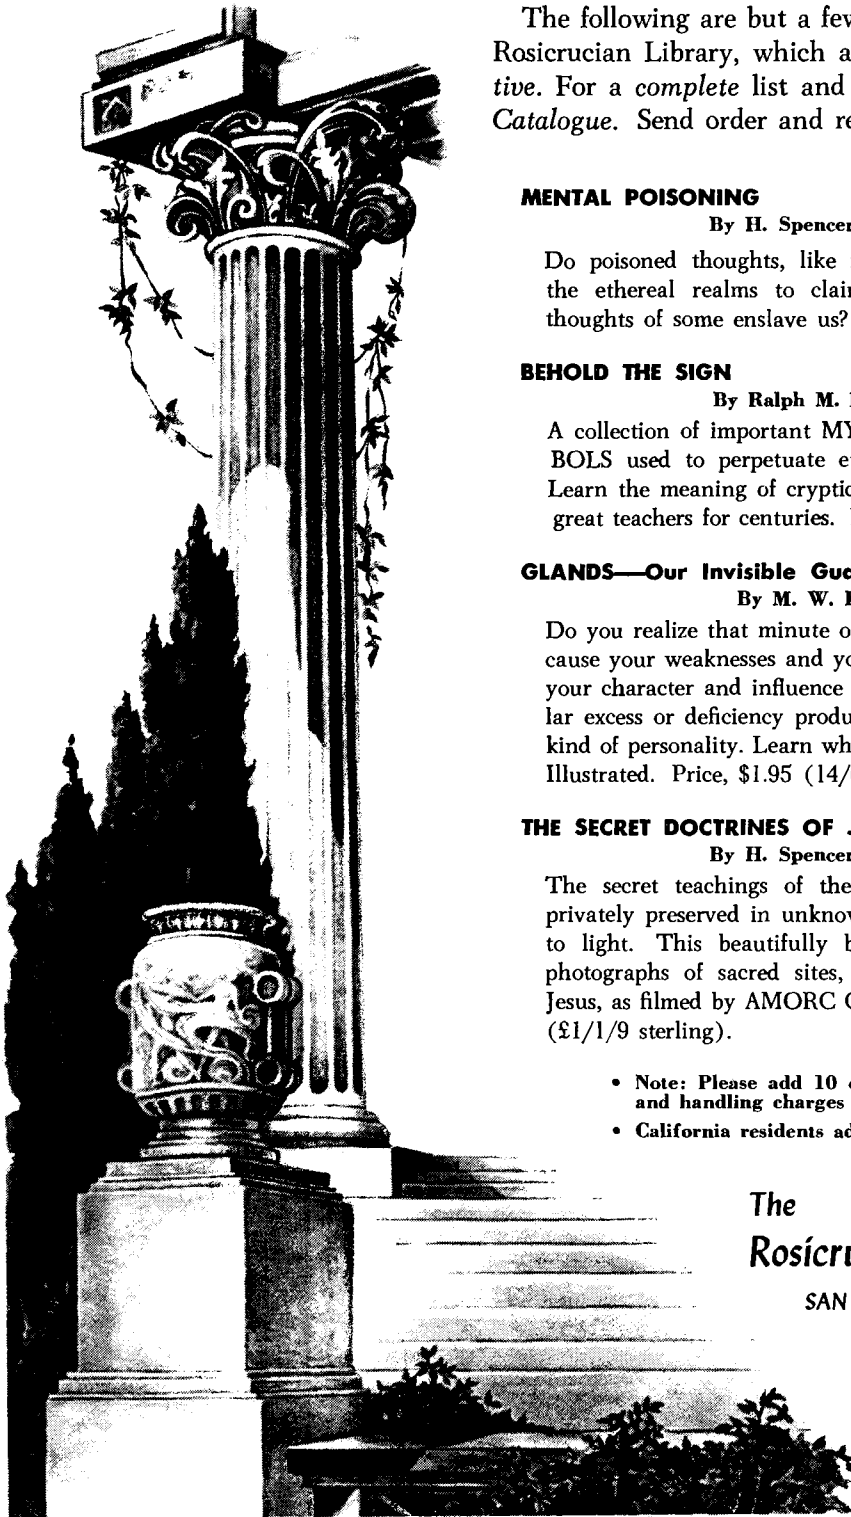 The following are but a few
Rosicrucian Library, which a
tive. For a complete list and
Catalogue. Send order and re
MENTAL POISONING
By H. Spencer
Do poisoned thoughts, like
the ethereal realms to clai
thoughts of some enslave us?
BEHOLD THE SIGN
By Ralph M.
A collection of important MY
BOLS used to perpetuate e
Learn the meaning of cryptic
great teachers for centuries.
GLANDS—Our Invisible Gua
By M. W.
Do you realize that minute o
cause your weaknesses and yo
your character and influence
lar excess or deficiency produ
kind of personality. Learn wh
Illustrated. Price, $1.95 (14/
THE SECRET DOCTRINES OF
By H. Spencer
The secret teachings of the
privately preserved in unknow
to light. This beautifully b
photographs of sacred sites,
Jesus, as filmed by AMORC C
(£1/1/9 sterling).
• Note: Please add 10
and handling charges
• California residents ad
The
Rosicru
SAN